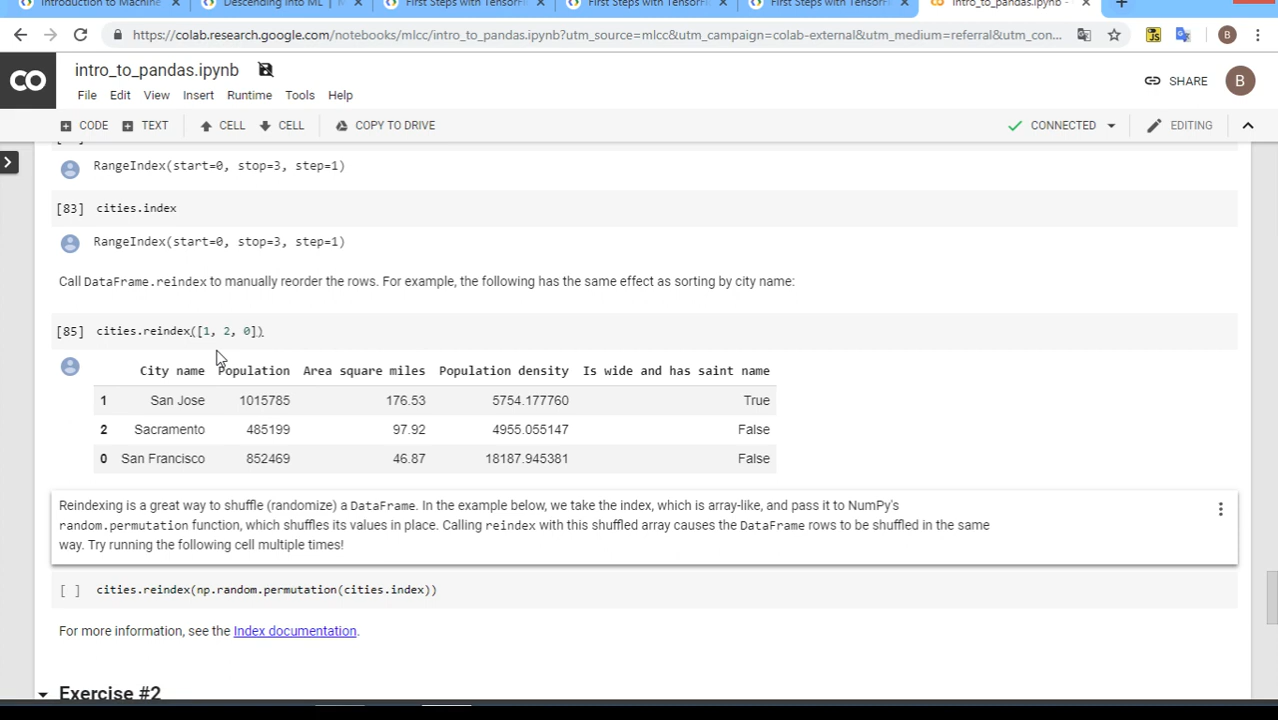 Introduction to Machine
Descending into ML | M
First Steps with TensorF
First Steps with TensorF
First Steps with TensorF
intro_to_pandas.ipynb -
https://colab.research.google.com/notebooks/mlcc/intro_to_pandas.ipynb?utm_source=mlcc&utm_campaign=colab-external&utm_medium=referral&utm_con...
B
CO
intro_to_pandas.ipynb
SHARE
B
File Edit View Insert Runtime Tools Help
CODE TEXT CELL CELL COPY TO DRIVE CONNECTED EDITING
RangeIndex(start=0, stop=3, step=1)
[83] cities.index
RangeIndex(start=0, stop=3, step=1)
Call DataFrame.reindex to manually reorder the rows. For example, the following has the same effect as sorting by city name:
[85] cities.reindex([1, 2, 0])
City name Population Area square miles Population density Is wide and has saint name
1 San Jose 1015785 176.53 5754.177760 True
2 Sacramento 485199 97.92 4955.055147 False
0 San Francisco 852469 46.87 18187.945381 False
Reindexing is a great way to shuffle (randomize) a DataFrame. In the example below, we take the index, which is array-like, and pass it to NumPy's
random.permutation function, which shuffles its values in place. Calling reindex with this shuffled array causes the DataFrame rows to be shuffled in the same
way. Try running the following cell multiple times!
[ ] cities.reindex(np.random.permutation(cities.index))
For more information, see the Index documentation.
Exercise #2